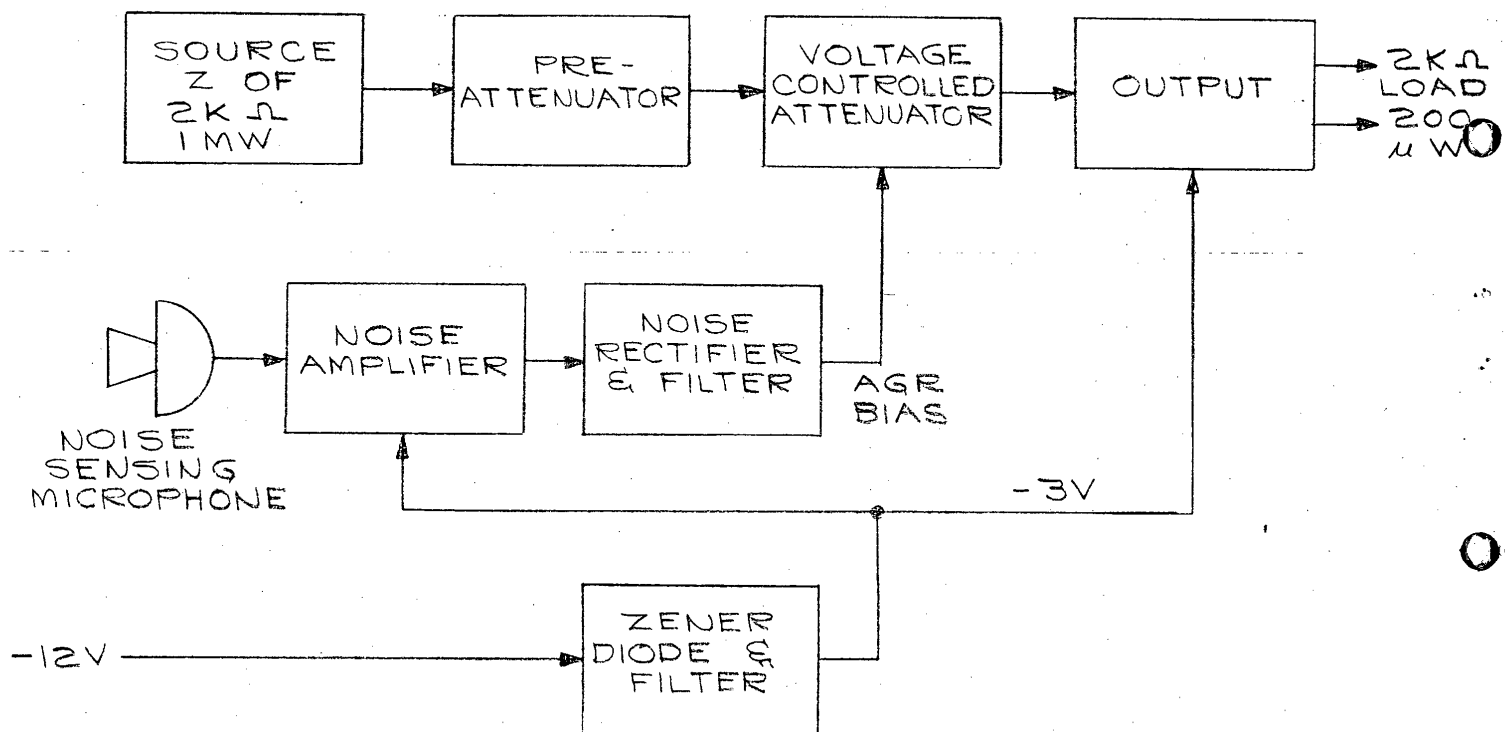 SOURCE
Z OF
2K Ω
1 MW
PRE-
ATTENUATOR
VOLTAGE
CONTROLLED
ATTENUATOR
OUTPUT
2K Ω
LOAD
200
μ W
NOISE
SENSING
MICROPHONE
NOISE
AMPLIFIER
NOISE
RECTIFIER
& FILTER
AGR
BIAS
-3V
-12V
ZENER
DIODE &
FILTER